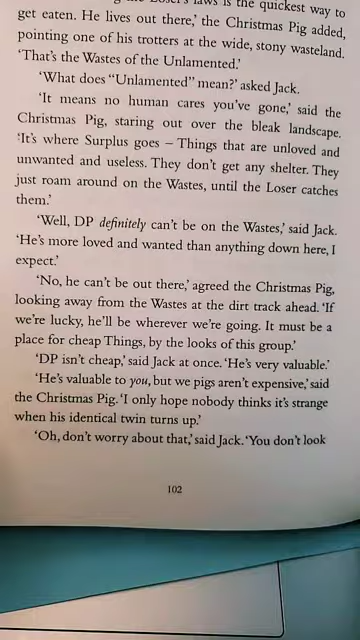 Loser's laws is the quickest way to
get eaten. He lives out there,' the Christmas Pig added,
pointing one of his trotters at the wide, stony wasteland.
'That's the Wastes of the Unlamented.'
'What does "Unlamented" mean?' asked Jack.
'It means no human cares you've gone,' said the
Christmas Pig, staring out over the bleak landscape.
'It's where Surplus goes – Things that are unloved and
unwanted and useless. They don't get any shelter. They
just roam around on the Wastes, until the Loser catches
them.'
'Well, DP definitely can't be on the Wastes,' said Jack.
'He's more loved and wanted than anything down here, I
expect.'
'No, he can't be out there,' agreed the Christmas Pig,
looking away from the Wastes at the dirt track ahead. 'If
we're lucky, he'll be wherever we're going. It must be a
place for cheap Things, by the looks of this group.'
'DP isn't cheap,' said Jack at once. 'He's very valuable.'
'He's valuable to you, but we pigs aren't expensive,' said
the Christmas Pig. 'I only hope nobody thinks it's strange
when his identical twin turns up.'
'Oh, don't worry about that,' said Jack. 'You don't look
102